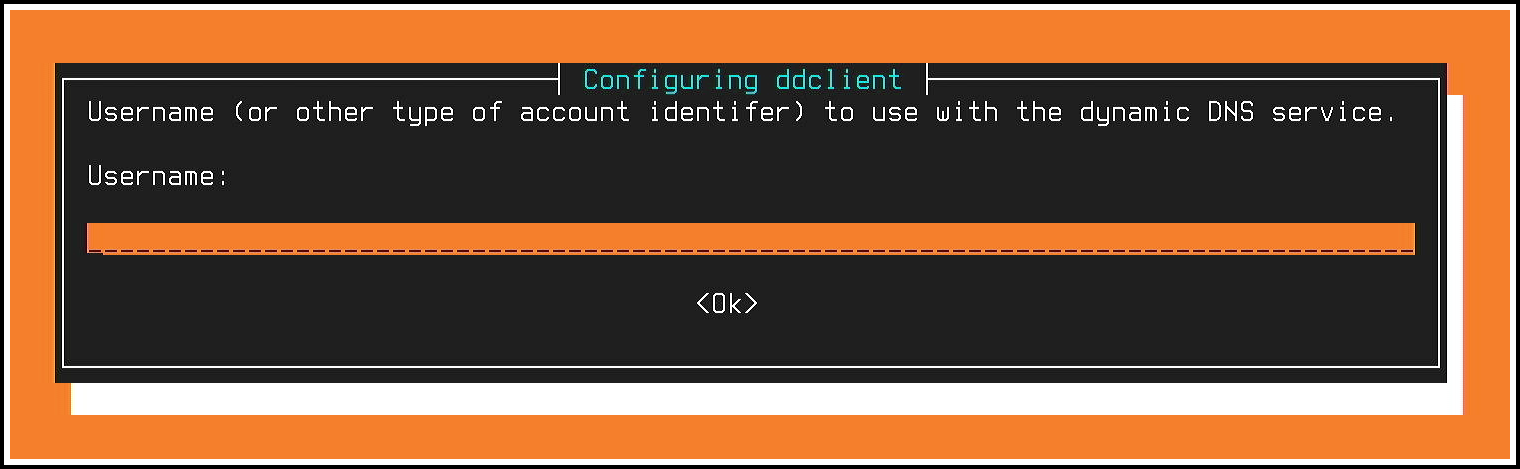 Configuring ddclient
Username (or other type of account identifer) to use with the dynamic DNS service.
Username:
<Ok>